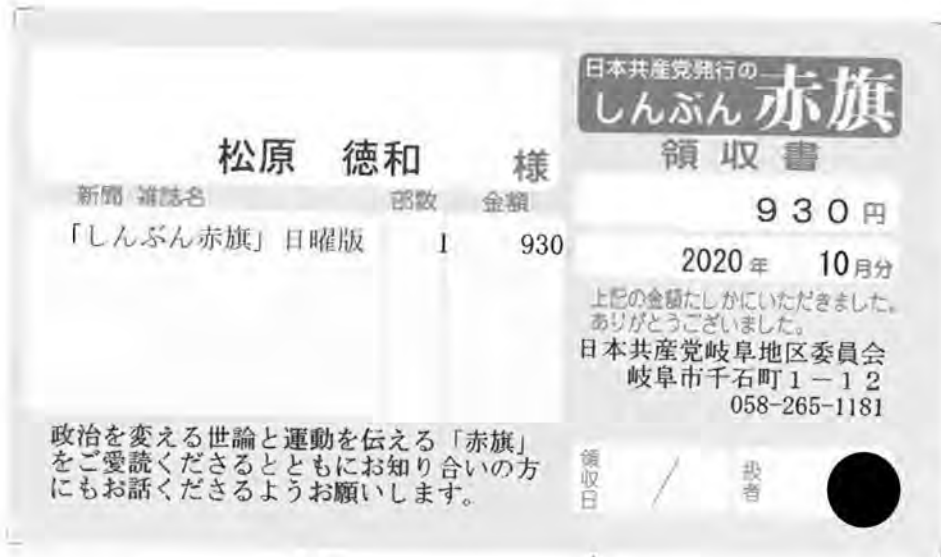 松原 徳和 様
新聞 雑誌名 部数 金額
「しんぶん赤旗」日曜版 1 930
政治を変える世論と運動を伝える「赤旗」
をご愛読くださるとともにお知り合いの方
にもお話くださるようお願いします。
日本共産党発行の
しんぶん赤旗
領収書
930円
2020年 10月分
上記の金額たしかにいただきました。
ありがとうございました。
日本共産党岐阜地区委員会
岐阜市千石町1-12
058-265-1181
領収日 / 扱者